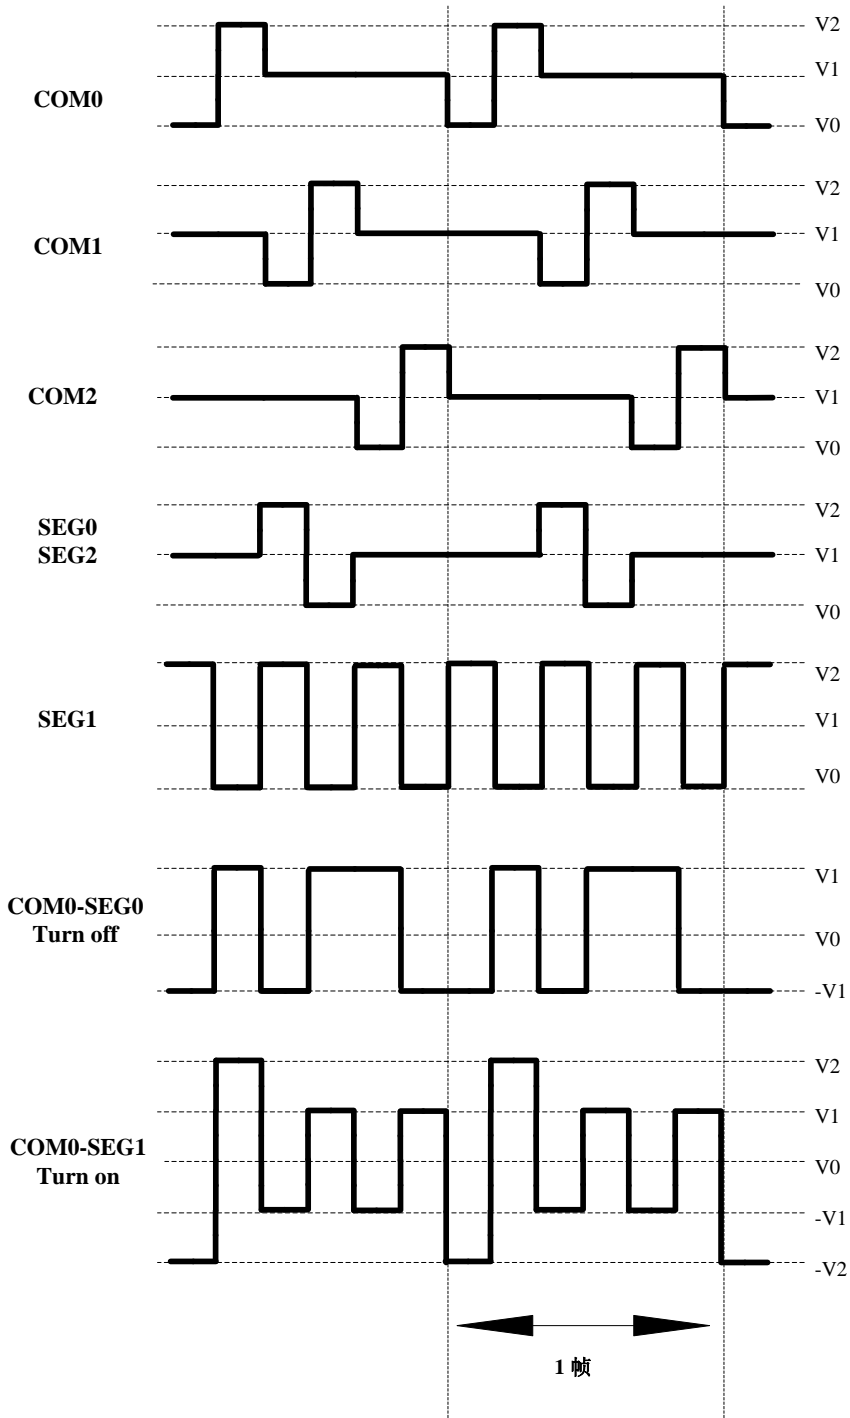 V2
V1
COM0
V0
V2
V1
COM1
V0
V2
COM2
V1
V0
V2
SEG0
SEG2
V1
V0
V2
SEG1
V1
V0
V1
COM0-SEG0
Turn off
V0
-V1
V2
V1
COM0-SEG1
Turn on
V0
-V1
-V2
1 帧